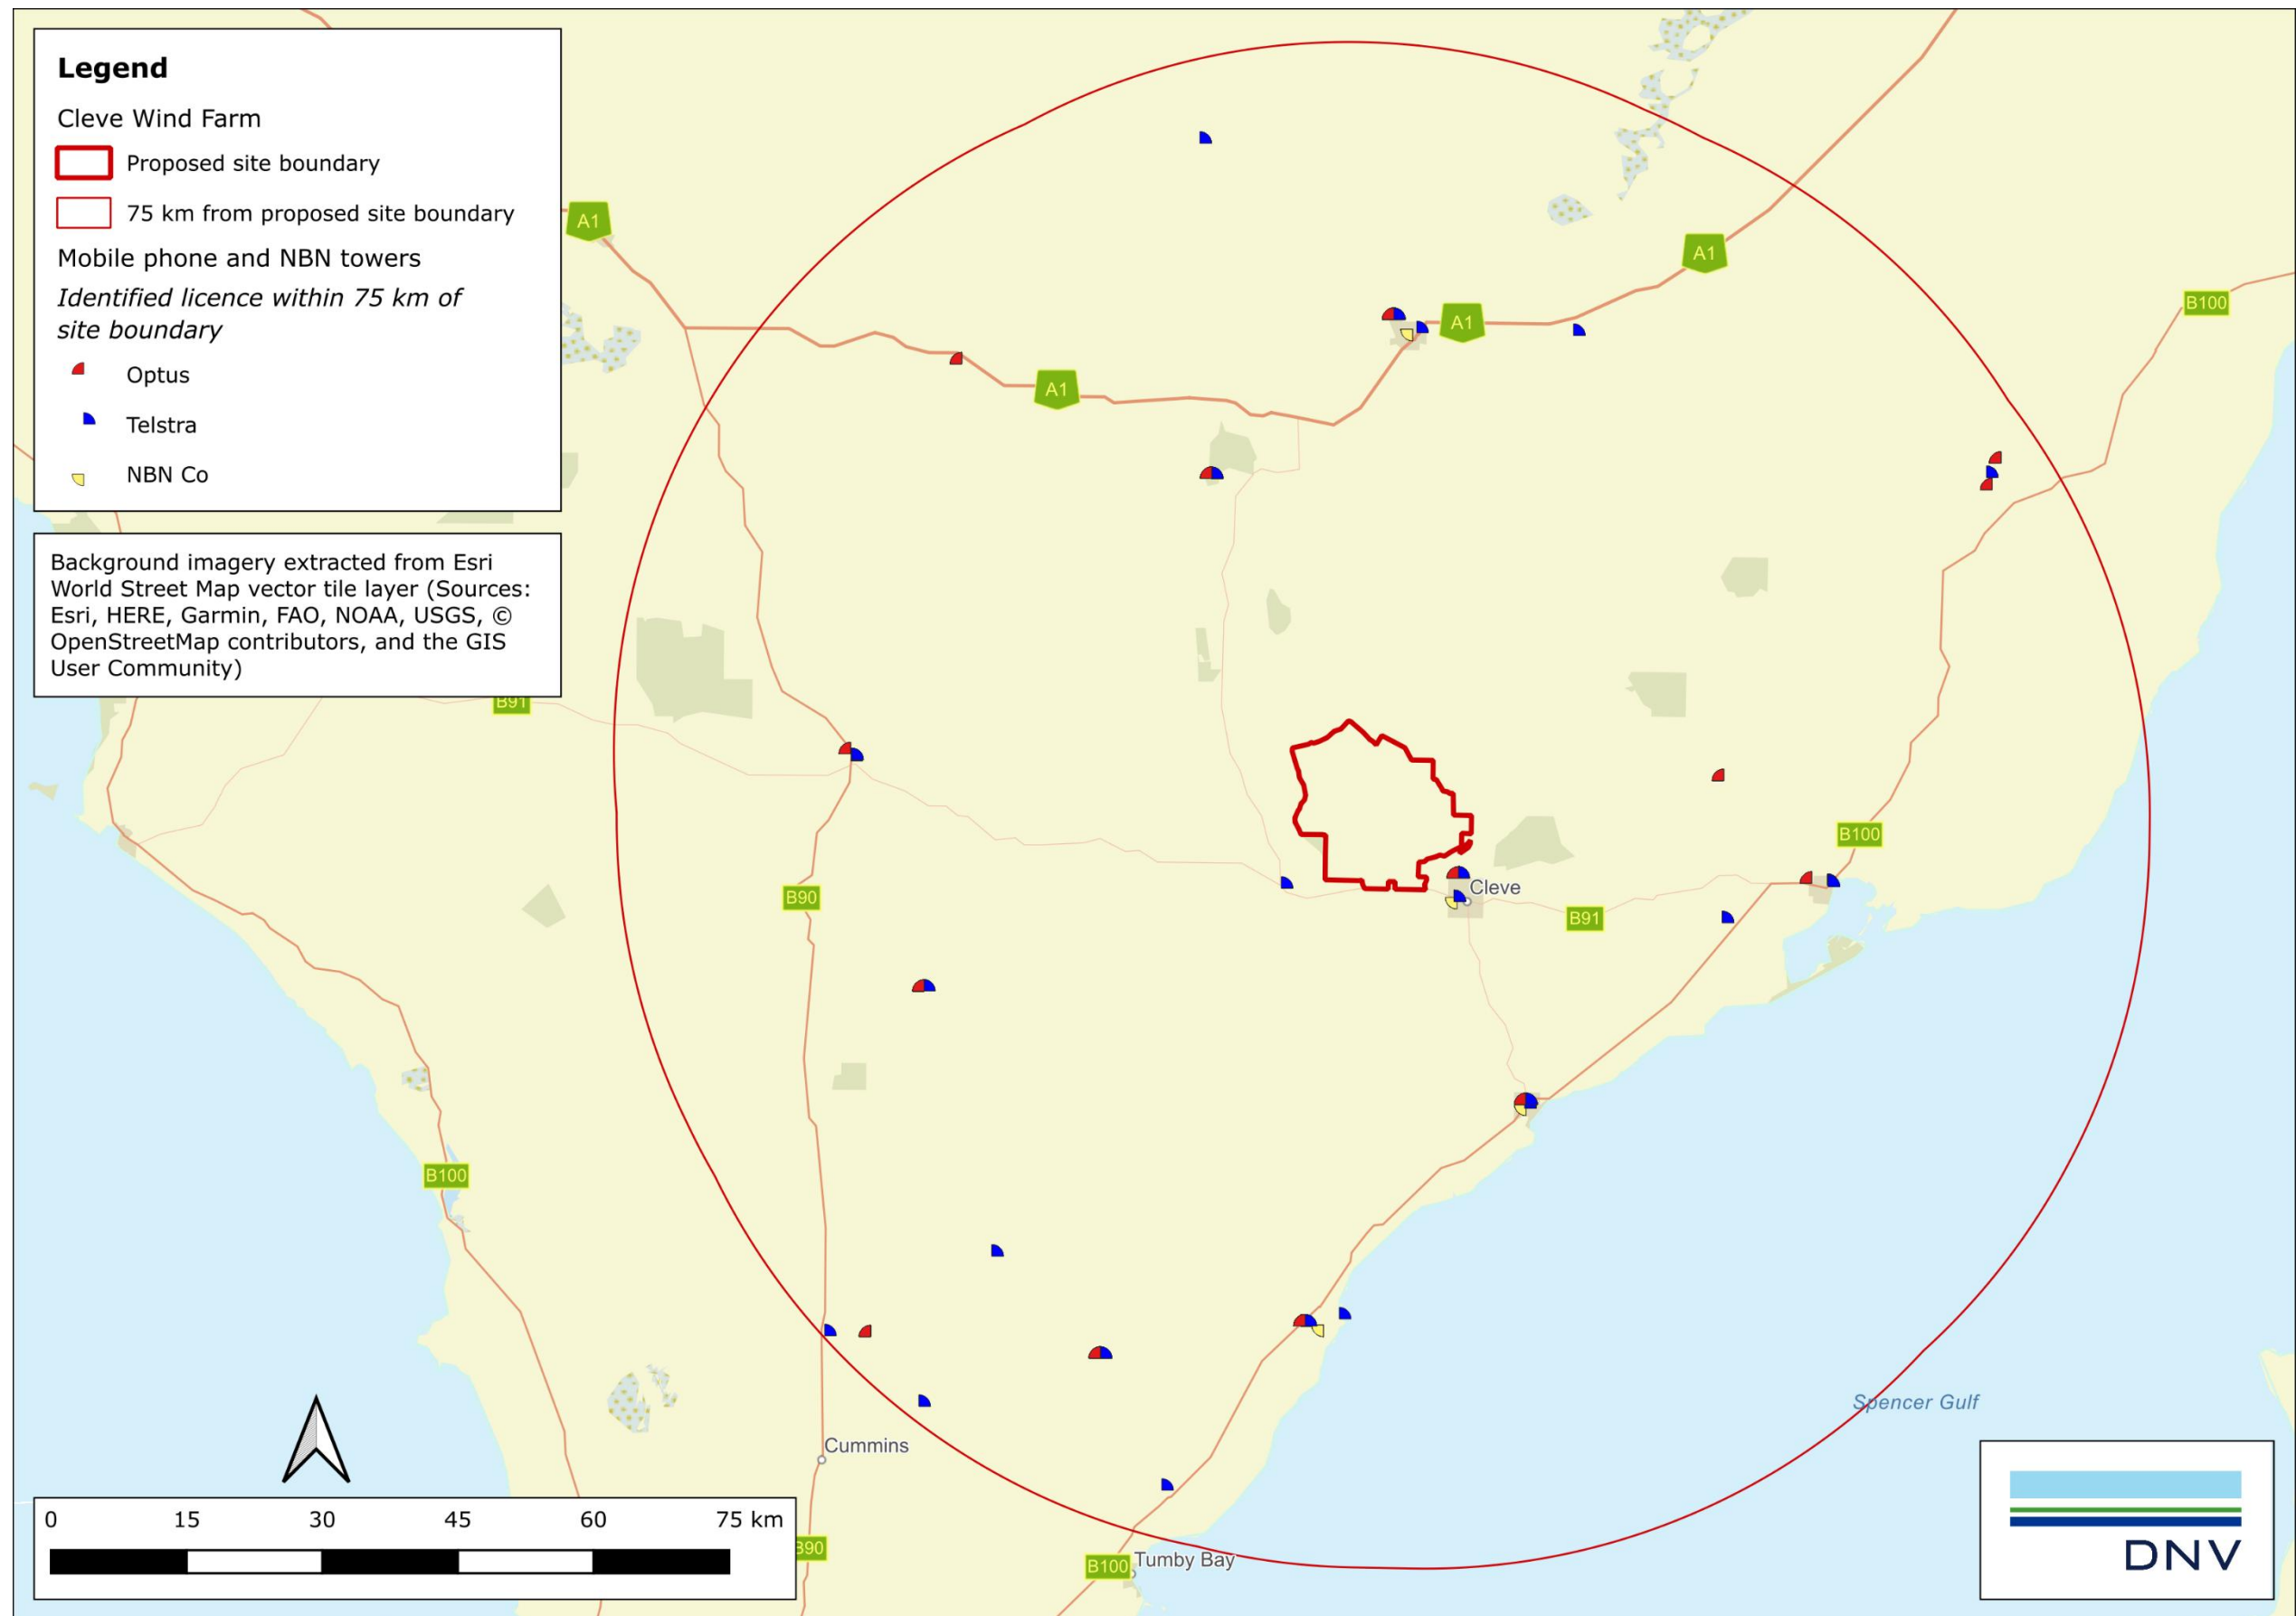 Legend
Cleve Wind Farm
Proposed site boundary
75 km from proposed site boundary
Mobile phone and NBN towers
Identified licence within 75 km of
site boundary
Optus
Telstra
NBN Co
Background imagery extracted from Esri
World Street Map vector tile layer (Sources:
Esri, HERE, Garmin, FAO, NOAA, USGS, ©
OpenStreetMap contributors, and the GIS
User Community)
A1
A1
B100
A1
A1
B91
B100
B90
Cleve
B91
B100
Spencer Gulf
Cummins
0 15 30 45 60 75 km
B90
B100
Tumby Bay
DNV